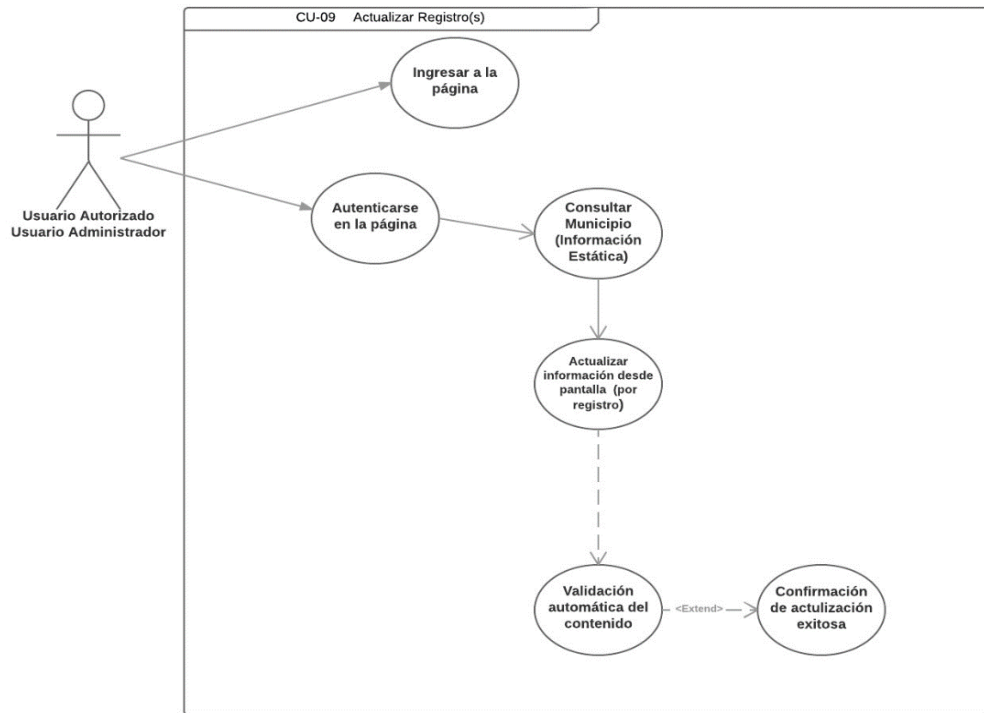 CU-09 Actualizar Registro(s)
Ingresar a la
página
Usuario Autorizado
Usuario Administrador
Autenticarse
en la página
Consultar
Municipio
(Información
Estática)
Actualizar
información desde
pantalla (por
registro)
Validación
automática del
contenido
<Extend>
Confirmación
de actulización
exitosa